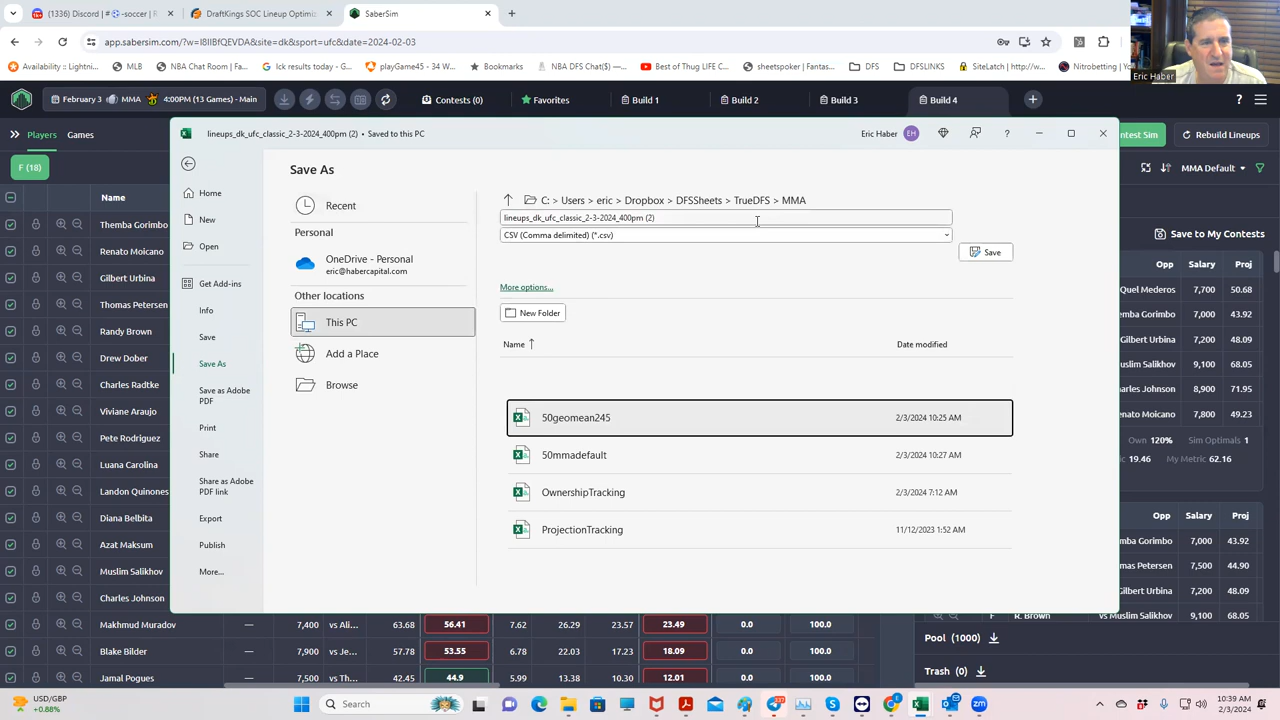 (1336) Discord | #⚽-soccer | R
DraftKings SOC Lineup Optimiz
SaberSim
app.sabersim.com/?w=I8IIBfQEVDA&site=dk&sport=ufc&date=2024-02-03
Availability :: Lightni...
MLB
NBA Chat Room | Fa...
Ick results today - G...
playGame45 - 34 W...
Bookmarks
NBA DFS Chat($)—...
Best of Thug LIFE C...
sheetspoker | Fantas...
DFS
DFSLINKS
SiteLatch | http://w...
Nitrobetting | You
Eric Haber
February 3
MMA
4:00PM (13 Games) - Main
Contests (0)
Favorites
Build 1
Build 2
Build 3
Build 4
Players
Games
ntest Sim
Rebuild Lineups
F (18)
MMA Default
Name
Themba Gorimbo
Renato Moicano
Gilbert Urbina
Thomas Petersen
Randy Brown
Drew Dober
Charles Radtke
Viviane Araujo
Pete Rodríguez
Luana Carolina
Landon Quinones
Diana Belbita
Azat Maksum
Muslim Salikhov
Charles Johnson
lineups_dk_ufc_classic_2-3-2024_400pm (2) • Saved to this PC
Eric Haber
EH
Home
New
Open
Get Add-ins
Info
Save
Save As
Save as Adobe
PDF
Print
Share
Share as Adobe
PDF link
Export
Publish
More...
Save As
Recent
Personal
OneDrive - Personal
eric@habercapital.com
Other locations
This PC
Add a Place
Browse
C: > Users > eric > Dropbox > DFSSheets > TrueDFS > MMA
lineups_dk_ufc_classic_2-3-2024_400pm (2)
CSV (Comma delimited) (*.csv)
Save
More options...
New Folder
Name ↑
Date modified
50geomean245
2/3/2024 10:25 AM
50mmadefault
2/3/2024 10:27 AM
OwnershipTracking
2/3/2024 7:12 AM
ProjectionTracking
11/12/2023 1:52 AM
Save to My Contests
Opp Salary Proj
Quel Mederos 7,700 50.68
emba Gorimbo 7,300 43.92
Gilbert Urbina 7,200 48.09
Muslim Salikhov 9,100 68.05
harles Johnson 8,900 71.95
enato Moicano 7,800 49.23
Own 120% Sim Optimals 1
ric 19.46 My Metric 62.16
Opp Salary Proj
emba Gorimbo 7,000 43.92
mas Petersen 7,500 44.90
Gilbert Urbina 7,200 48.09
F R. Brown vs Muslim Salikhov 9,100 68.05
Makhmud Muradov — 7,400 vs Ali... 63.68 56.41 7.62 26.29 23.57 23.49 0.0 100.0
Blake Bilder — 7,900 vs Je... 57.78 53.55 6.78 22.03 17.23 18.09 0.0 100.0
Jamal Pogues — 7,500 vs Th... 42.45 44.9 5.99 13.38 10.30 12.01 0.0 100.0
Pool (1000)
Trash (0)
USD/GBP
+0.88%
Search
10:39 AM
2/3/2024